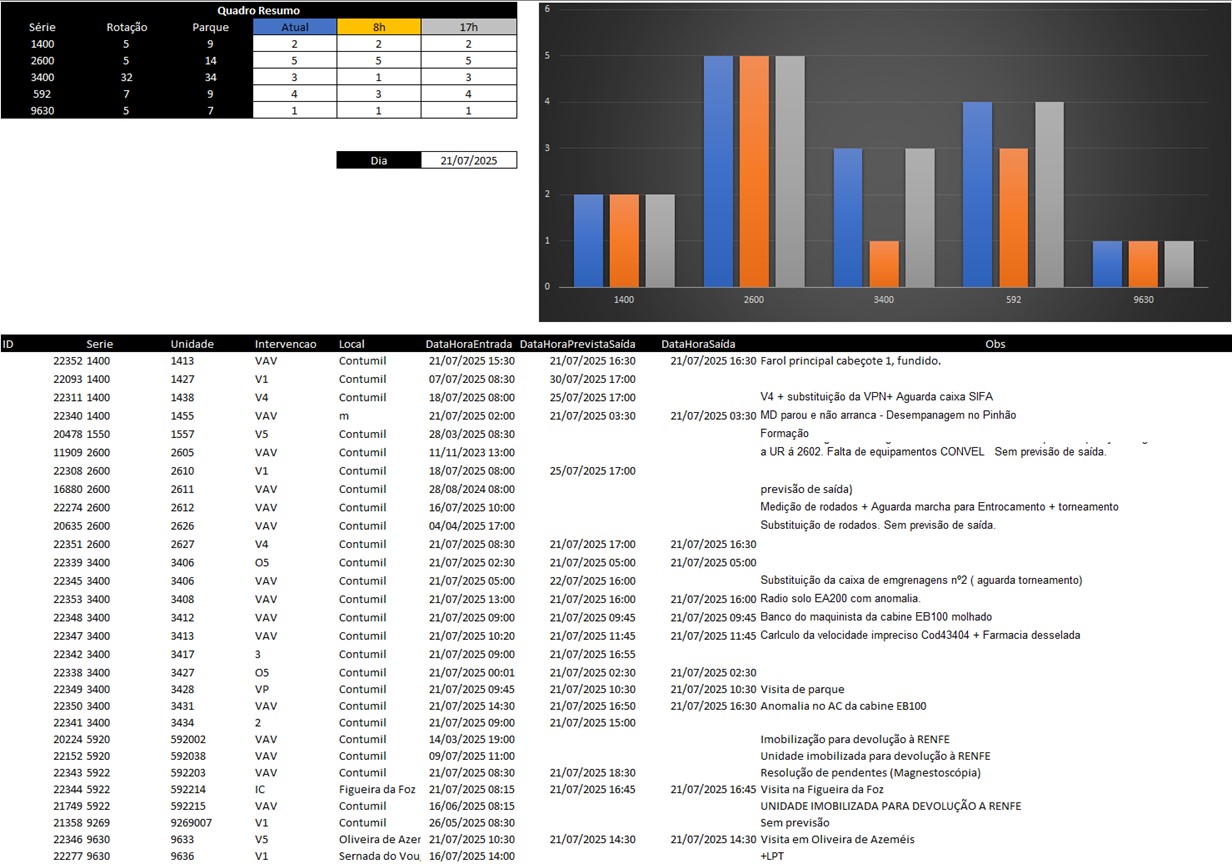 Quadro Resumo
Série Rotação Parque Atual 8h 17h
1400 5 9 2 2 2
2600 5 14 5 5 5
3400 32 34 3 1 3
592 7 9 4 3 4
9630 5 7 1 1 1
Dia 21/07/2025
6
5
4
3
2
1
0
1400 2600 3400 592 9630
ID Serie Unidade Intervencao Local DataHoraEntrada DataHoraPrevistaSaída DataHoraSaída Obs
22352 1400 1413 VAV Contumil 21/07/2025 15:30 21/07/2025 16:30 21/07/2025 16:30 Farol principal cabeçote 1, fundido.
22093 1400 1427 V1 Contumil 07/07/2025 08:30 30/07/2025 17:00
22311 1400 1438 V4 Contumil 18/07/2025 08:00 25/07/2025 17:00 V4 + substituição da VPN+ Aguarda caixa SIFA
22340 1400 1455 VAV m 21/07/2025 02:00 21/07/2025 03:30 21/07/2025 03:30 MD parou e não arranca - Desempanagem no Pinhão
20478 1550 1557 V5 Contumil 28/03/2025 08:30 Formação
11909 2600 2605 VAV Contumil 11/11/2023 13:00 a UR á 2602. Falta de equipamentos CONVEL Sem previsão de saída.
22308 2600 2610 V1 Contumil 18/07/2025 08:00 25/07/2025 17:00
16880 2600 2611 VAV Contumil 28/08/2024 08:00 previsão de saída)
22274 2600 2612 VAV Contumil 16/07/2025 10:00 Medição de rodados + Aguarda marcha para Entrocamento + torneamento
20635 2600 2626 VAV Contumil 04/04/2025 17:00 Substituição de rodados. Sem previsão de saída.
22351 2600 2627 V4 Contumil 21/07/2025 08:30 21/07/2025 17:00 21/07/2025 16:30
22339 3400 3406 O5 Contumil 21/07/2025 02:30 21/07/2025 05:00 21/07/2025 05:00
22345 3400 3406 VAV Contumil 21/07/2025 05:00 22/07/2025 16:00 Substituição da caixa de emgrenagens nº2 ( aguarda torneamento)
22353 3400 3408 VAV Contumil 21/07/2025 13:00 21/07/2025 16:00 21/07/2025 16:00 Radio solo EA200 com anomalia.
22348 3400 3412 VAV Contumil 21/07/2025 09:00 21/07/2025 09:45 21/07/2025 09:45 Banco do maquinista da cabine EB100 molhado
22347 3400 3413 VAV Contumil 21/07/2025 10:20 21/07/2025 11:45 21/07/2025 11:45 Carlculo da velocidade impreciso Cod43404 + Farmacia desselada
22342 3400 3417 3 Contumil 21/07/2025 09:00 21/07/2025 16:55
22338 3400 3427 O5 Contumil 21/07/2025 00:01 21/07/2025 02:30 21/07/2025 02:30
22349 3400 3428 VP Contumil 21/07/2025 09:45 21/07/2025 10:30 21/07/2025 10:30 Visita de parque
22350 3400 3431 VAV Contumil 21/07/2025 14:30 21/07/2025 16:50 21/07/2025 16:30 Anomalia no AC da cabine EB100
22341 3400 3434 2 Contumil 21/07/2025 09:00 21/07/2025 15:00
20224 5920 592002 VAV Contumil 14/03/2025 19:00 Imobilização para devolução à RENFE
22152 5920 592038 VAV Contumil 09/07/2025 11:00 Unidade imobilizada para devolução à RENFE
22343 5922 592203 VAV Contumil 21/07/2025 08:30 21/07/2025 18:30 Resolução de pendentes (Magnestoscópia)
22344 5922 592214 IC Figueira da Foz 21/07/2025 08:15 21/07/2025 16:45 21/07/2025 16:45 Visita na Figueira da Foz
21749 5922 592215 VAV Contumil 16/06/2025 08:15 UNIDADE IMOBILIZADA PARA DEVOLUÇÃO A RENFE
21358 9269 9269007 V1 Contumil 26/05/2025 08:30 Sem previsão
22346 9630 9633 V5 Oliveira de Azer 21/07/2025 10:30 21/07/2025 14:30 21/07/2025 14:30 Visita em Oliveira de Azeméis
22277 9630 9636 V1 Sernada do Vou 16/07/2025 14:00 +LPT